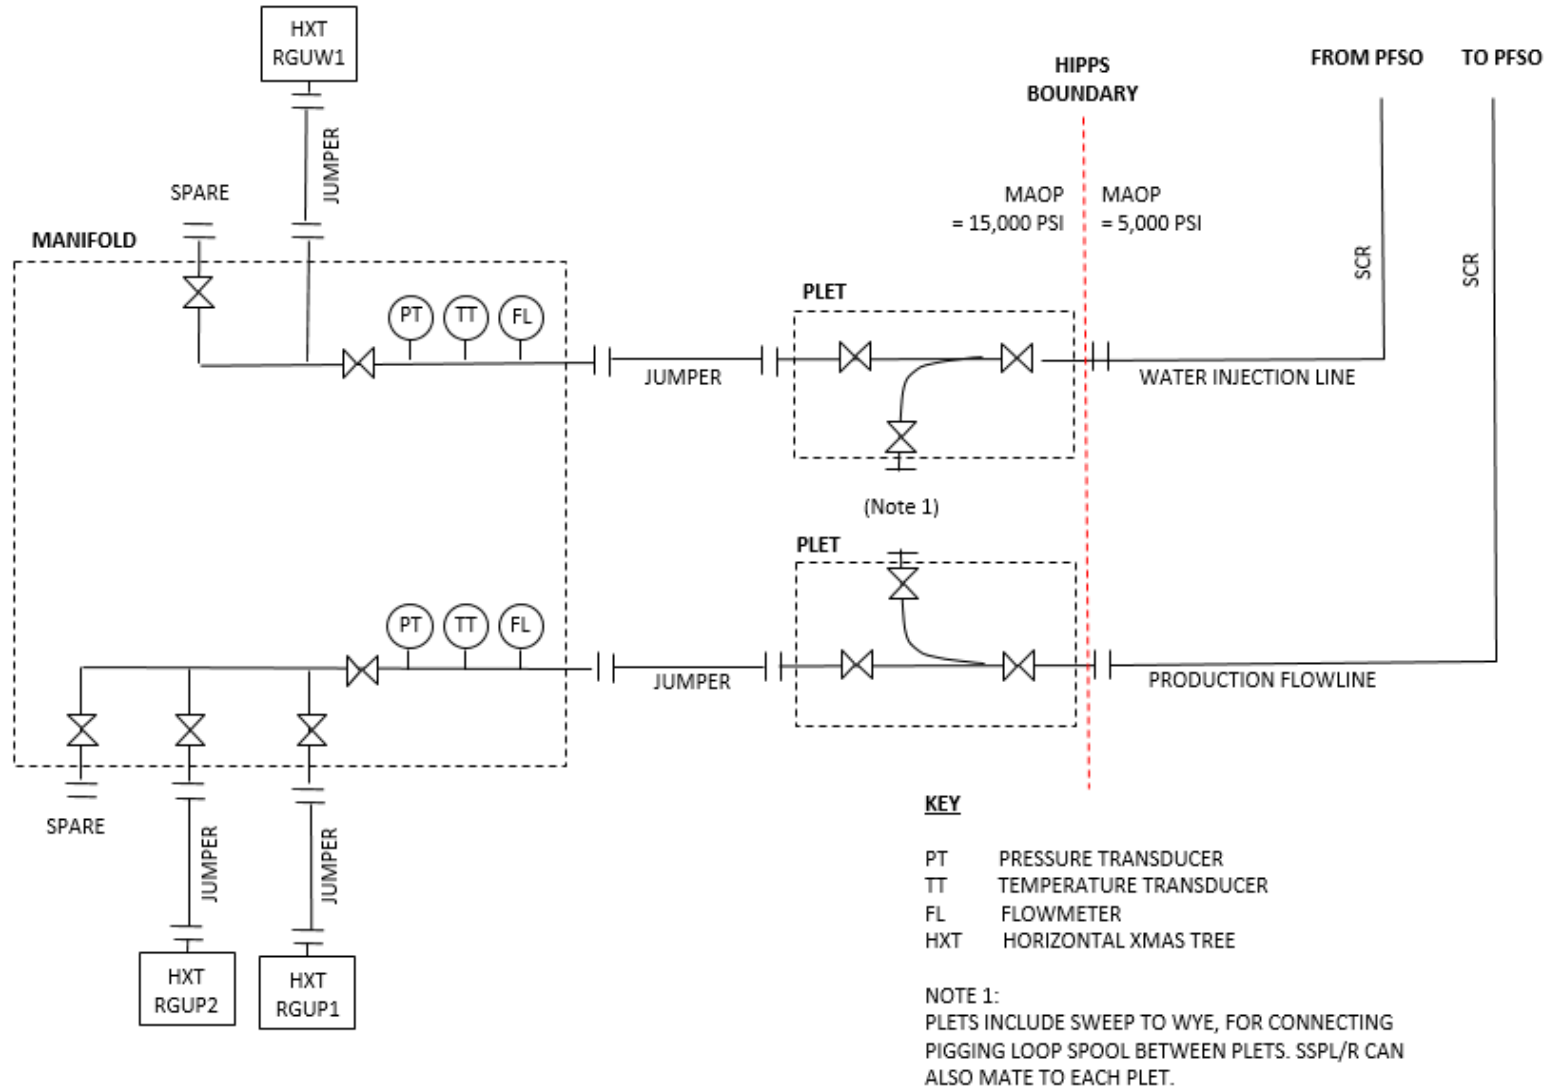 HXT
RGUW1
JUMPER
SPARE
MANIFOLD
PT
TT
FL
JUMPER
PLET
(Note 1)
HIPPS
BOUNDARY
MAOP
= 15,000 PSI
MAOP
= 5,000 PSI
FROM PFSO
TO PFSO
SCR
SCR
WATER INJECTION LINE
PT
TT
FL
JUMPER
PLET
PRODUCTION FLOWLINE
SPARE
JUMPER
JUMPER
HXT
RGUP2
HXT
RGUP1
KEY
PT PRESSURE TRANSDUCER
TT TEMPERATURE TRANSDUCER
FL FLOWMETER
HXT HORIZONTAL XMAS TREE
NOTE 1:
PLETS INCLUDE SWEEP TO WYE, FOR CONNECTING
PIGGING LOOP SPOOL BETWEEN PLETS. SSPL/R CAN
ALSO MATE TO EACH PLET.